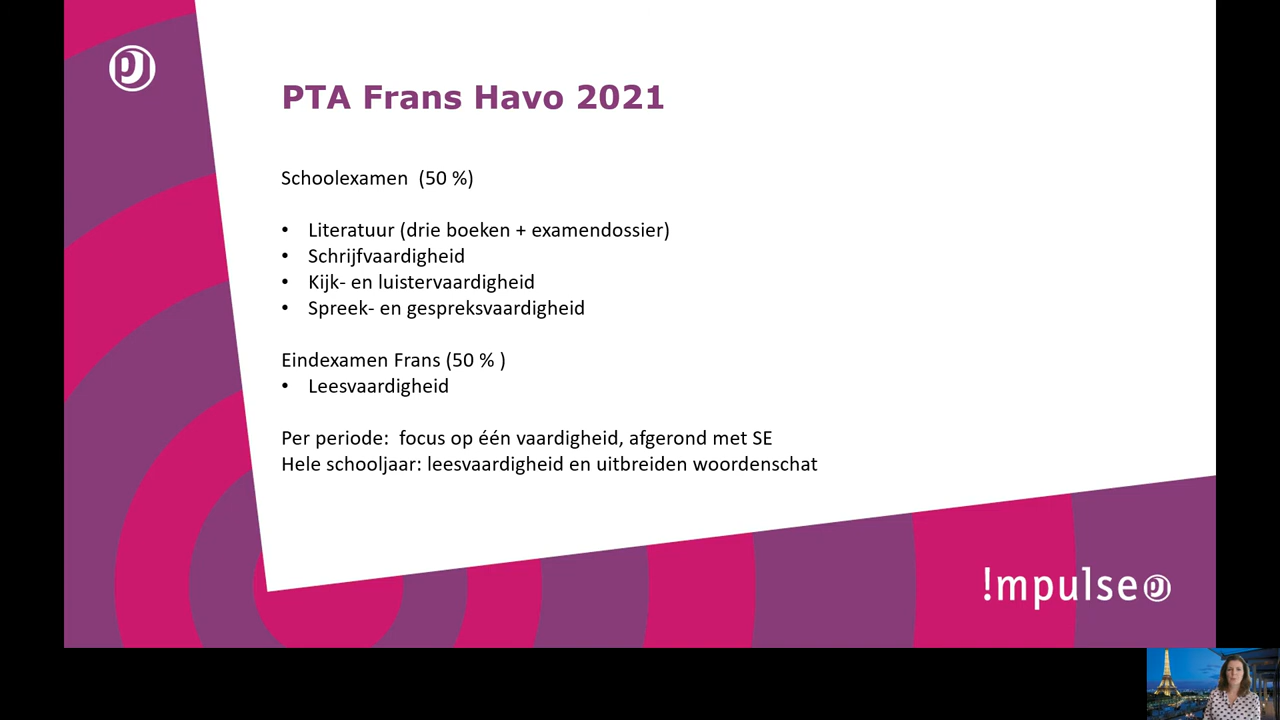 PTA Frans Havo 2021
Schoolexamen (50 %)
• Literatuur (drie boeken + examendossier)
• Schrijfvaardigheid
• Kijk- en luistervaardigheid
• Spreek- en gespreksvaardigheid
Eindexamen Frans (50 % )
• Leesvaardigheid
Per periode: focus op één vaardigheid, afgerond met SE
Hele schooljaar: leesvaardigheid en uitbreiden woordenschat
!mpulse